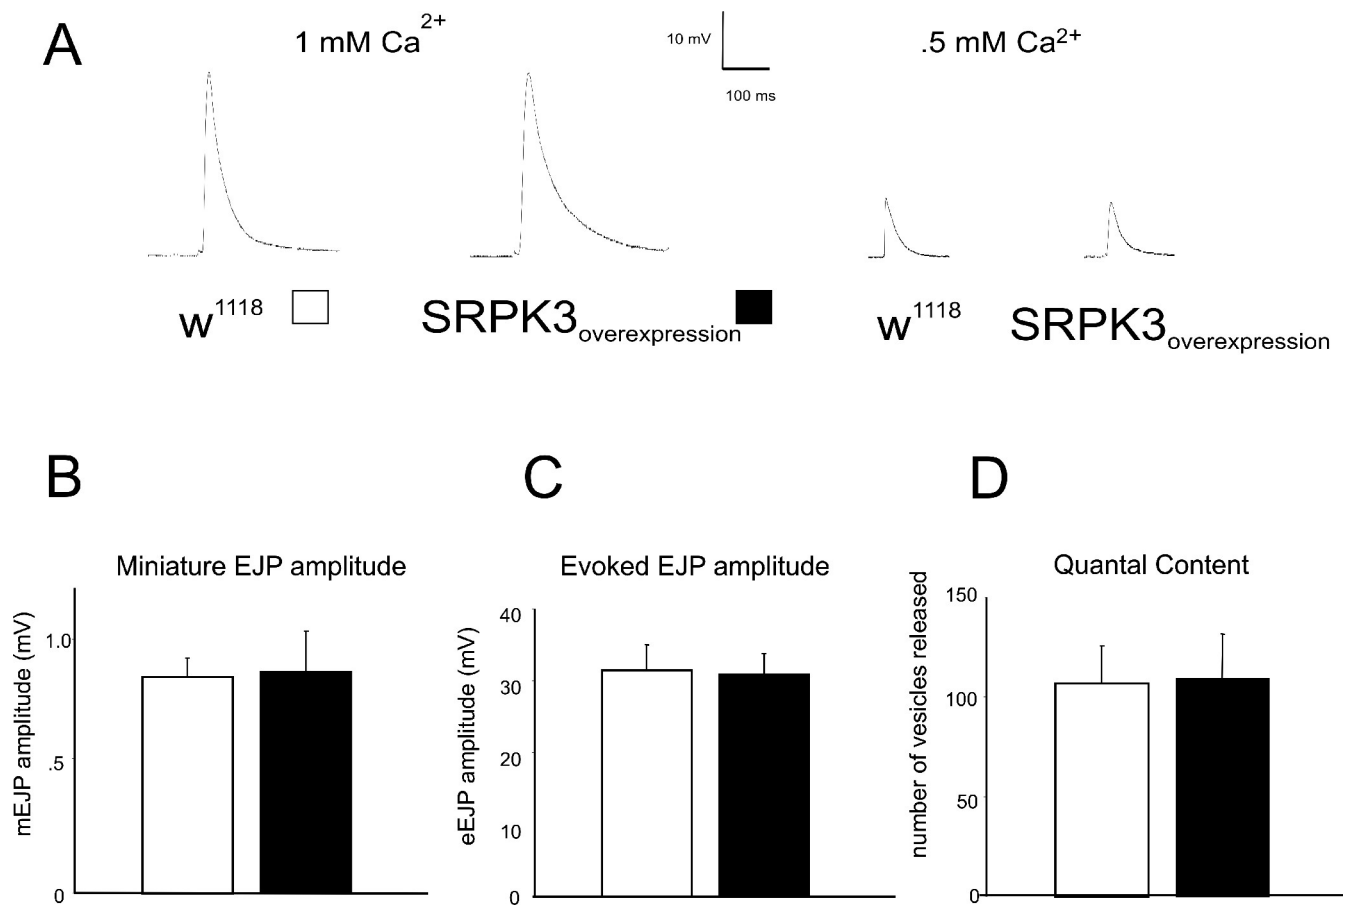 A
1 mM Ca2+
10 mV
100 ms
.5 mM Ca2+
w1118
SRPK3overexpression
w1118
SRPK3overexpression
B
C
D
Miniature EJP amplitude
mEJP amplitude (mV)
1.0
.5
0
Evoked EJP amplitude
eEJP amplitude (mV)
40
30
20
10
0
Quantal Content
number of vesicles released
150
100
50
0